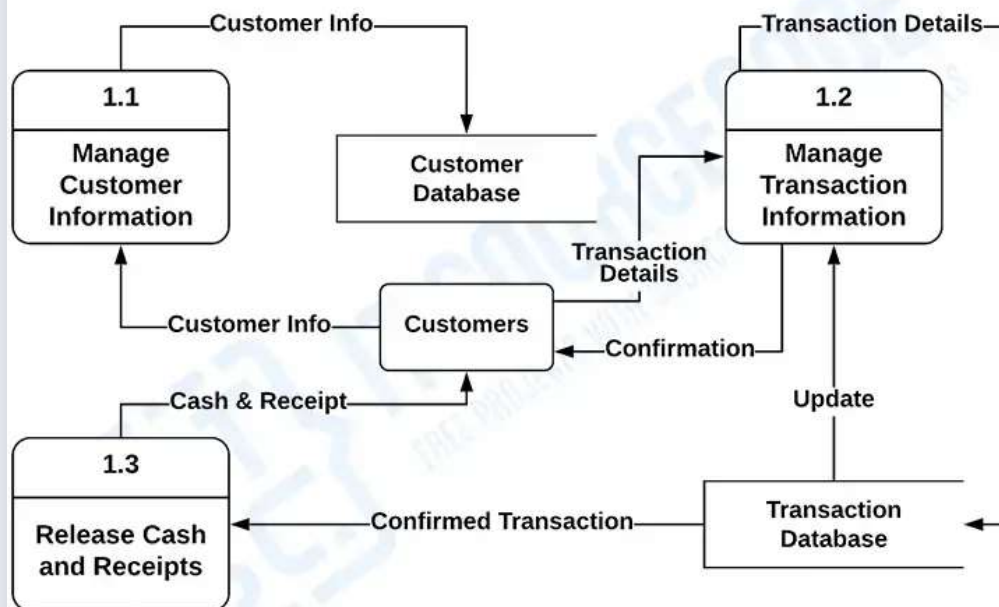 Customer Info
Transaction Details
1.1
Manage
Customer
Information
Customer
Database
1.2
Manage
Transaction
Information
Transaction
Details
Customer Info
Customers
Confirmation
Cash & Receipt
Update
1.3
Release Cash
and Receipts
Confirmed Transaction
Transaction
Database